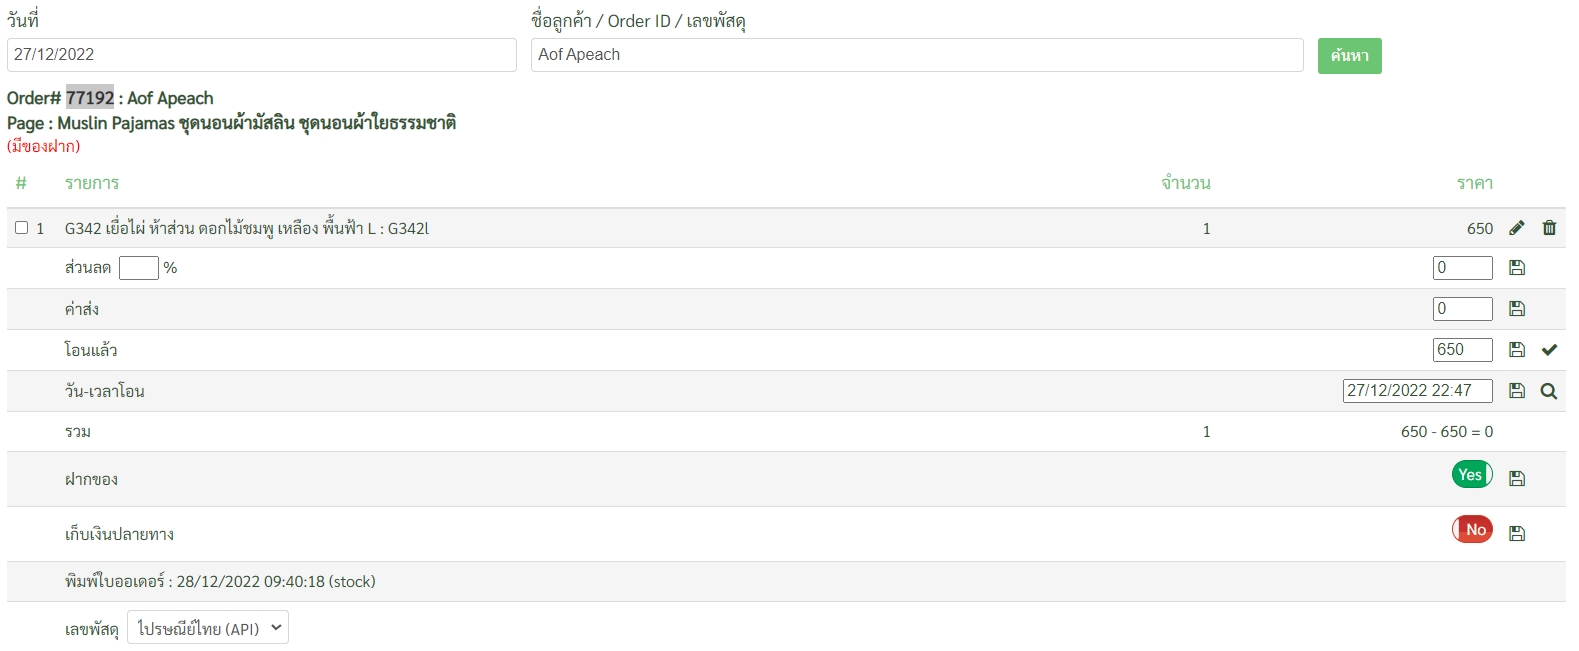 วันที่ ชื่อลูกค้า / Order ID / เลขพัสดุ
27/12/2022 Aof Apeach ค้นหา
Order# 77192 : Aof Apeach
Page : Muslin Pajamas ชุดนอนผ้ามัสลิน ชุดนอนผ้าใยธรรมชาติ
(มีของฝาก)
# รายการ จำนวน ราคา
1 G342 เยื่อไผ่ ห้าส่วน ดอกไม้ชมพู เหลือง พื้นฟ้า L : G342l 1 650
ส่วนลด % 0
ค่าส่ง 0
โอนแล้ว 650
วัน-เวลาโอน 27/12/2022 22:47
รวม 1 650 - 650 = 0
ฝากของ Yes
เก็บเงินปลายทาง No
พิมพ์ใบออเดอร์ : 28/12/2022 09:40:18 (stock)
เลขพัสดุ ไปรษณีย์ไทย (API)